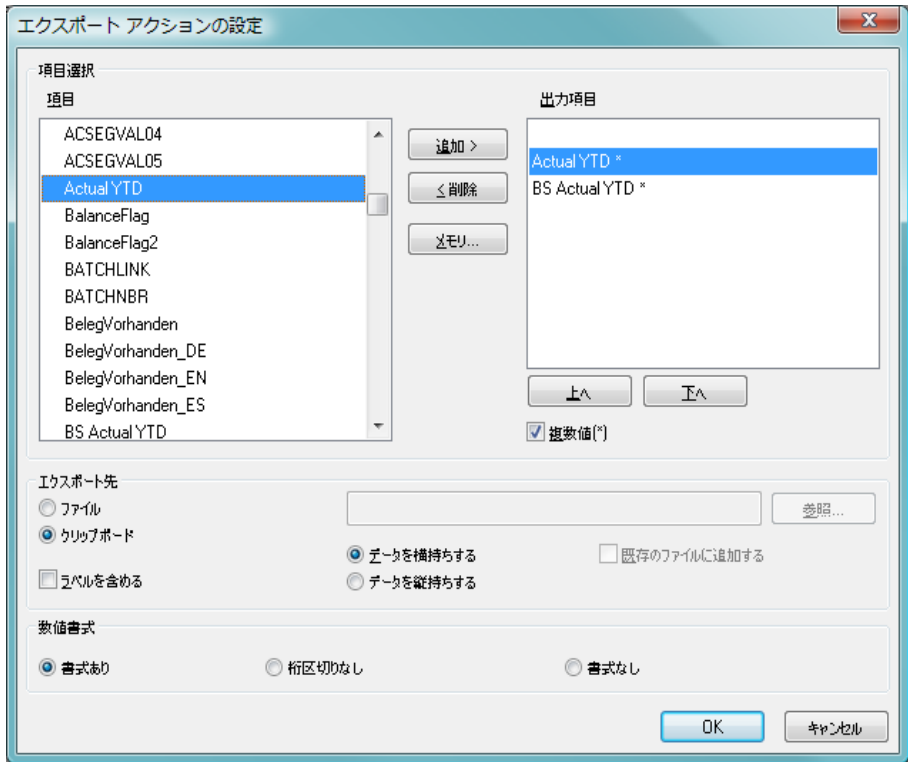 エクスポート アクションの設定
項目選択
項目
出力項目
ACSEGVAL04
ACSEGVAL05
Actual YTD
BalanceFlag
BalanceFlag2
BATCHLINK
BATCHNBR
BelegVorhanden
BelegVorhanden_DE
BelegVorhanden_EN
BelegVorhanden_ES
BS Actual YTD
追加 >
< 削除
メモリ...
Actual YTD *
BS Actual YTD *
上へ
下へ
複数値(*)
エクスポート先
ファイル
参照...
クリップボード
データを横持ちする
既存のファイルに追加する
ラベルを含める
データを縦持ちする
数値書式
書式あり
桁区切りなし
書式なし
OK
キャンセル